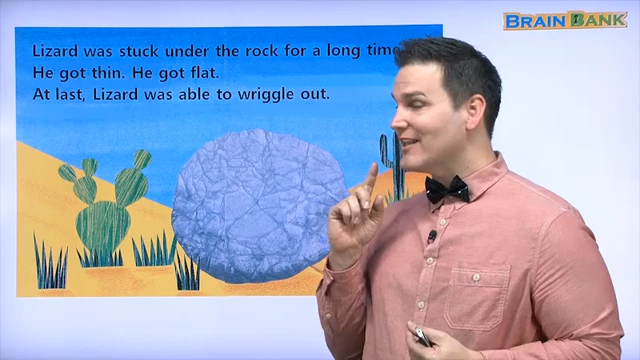 BRAIN BANK
Lizard was stuck under the rock for a long time
He got thin. He got flat.
At last, Lizard was able to wriggle out.